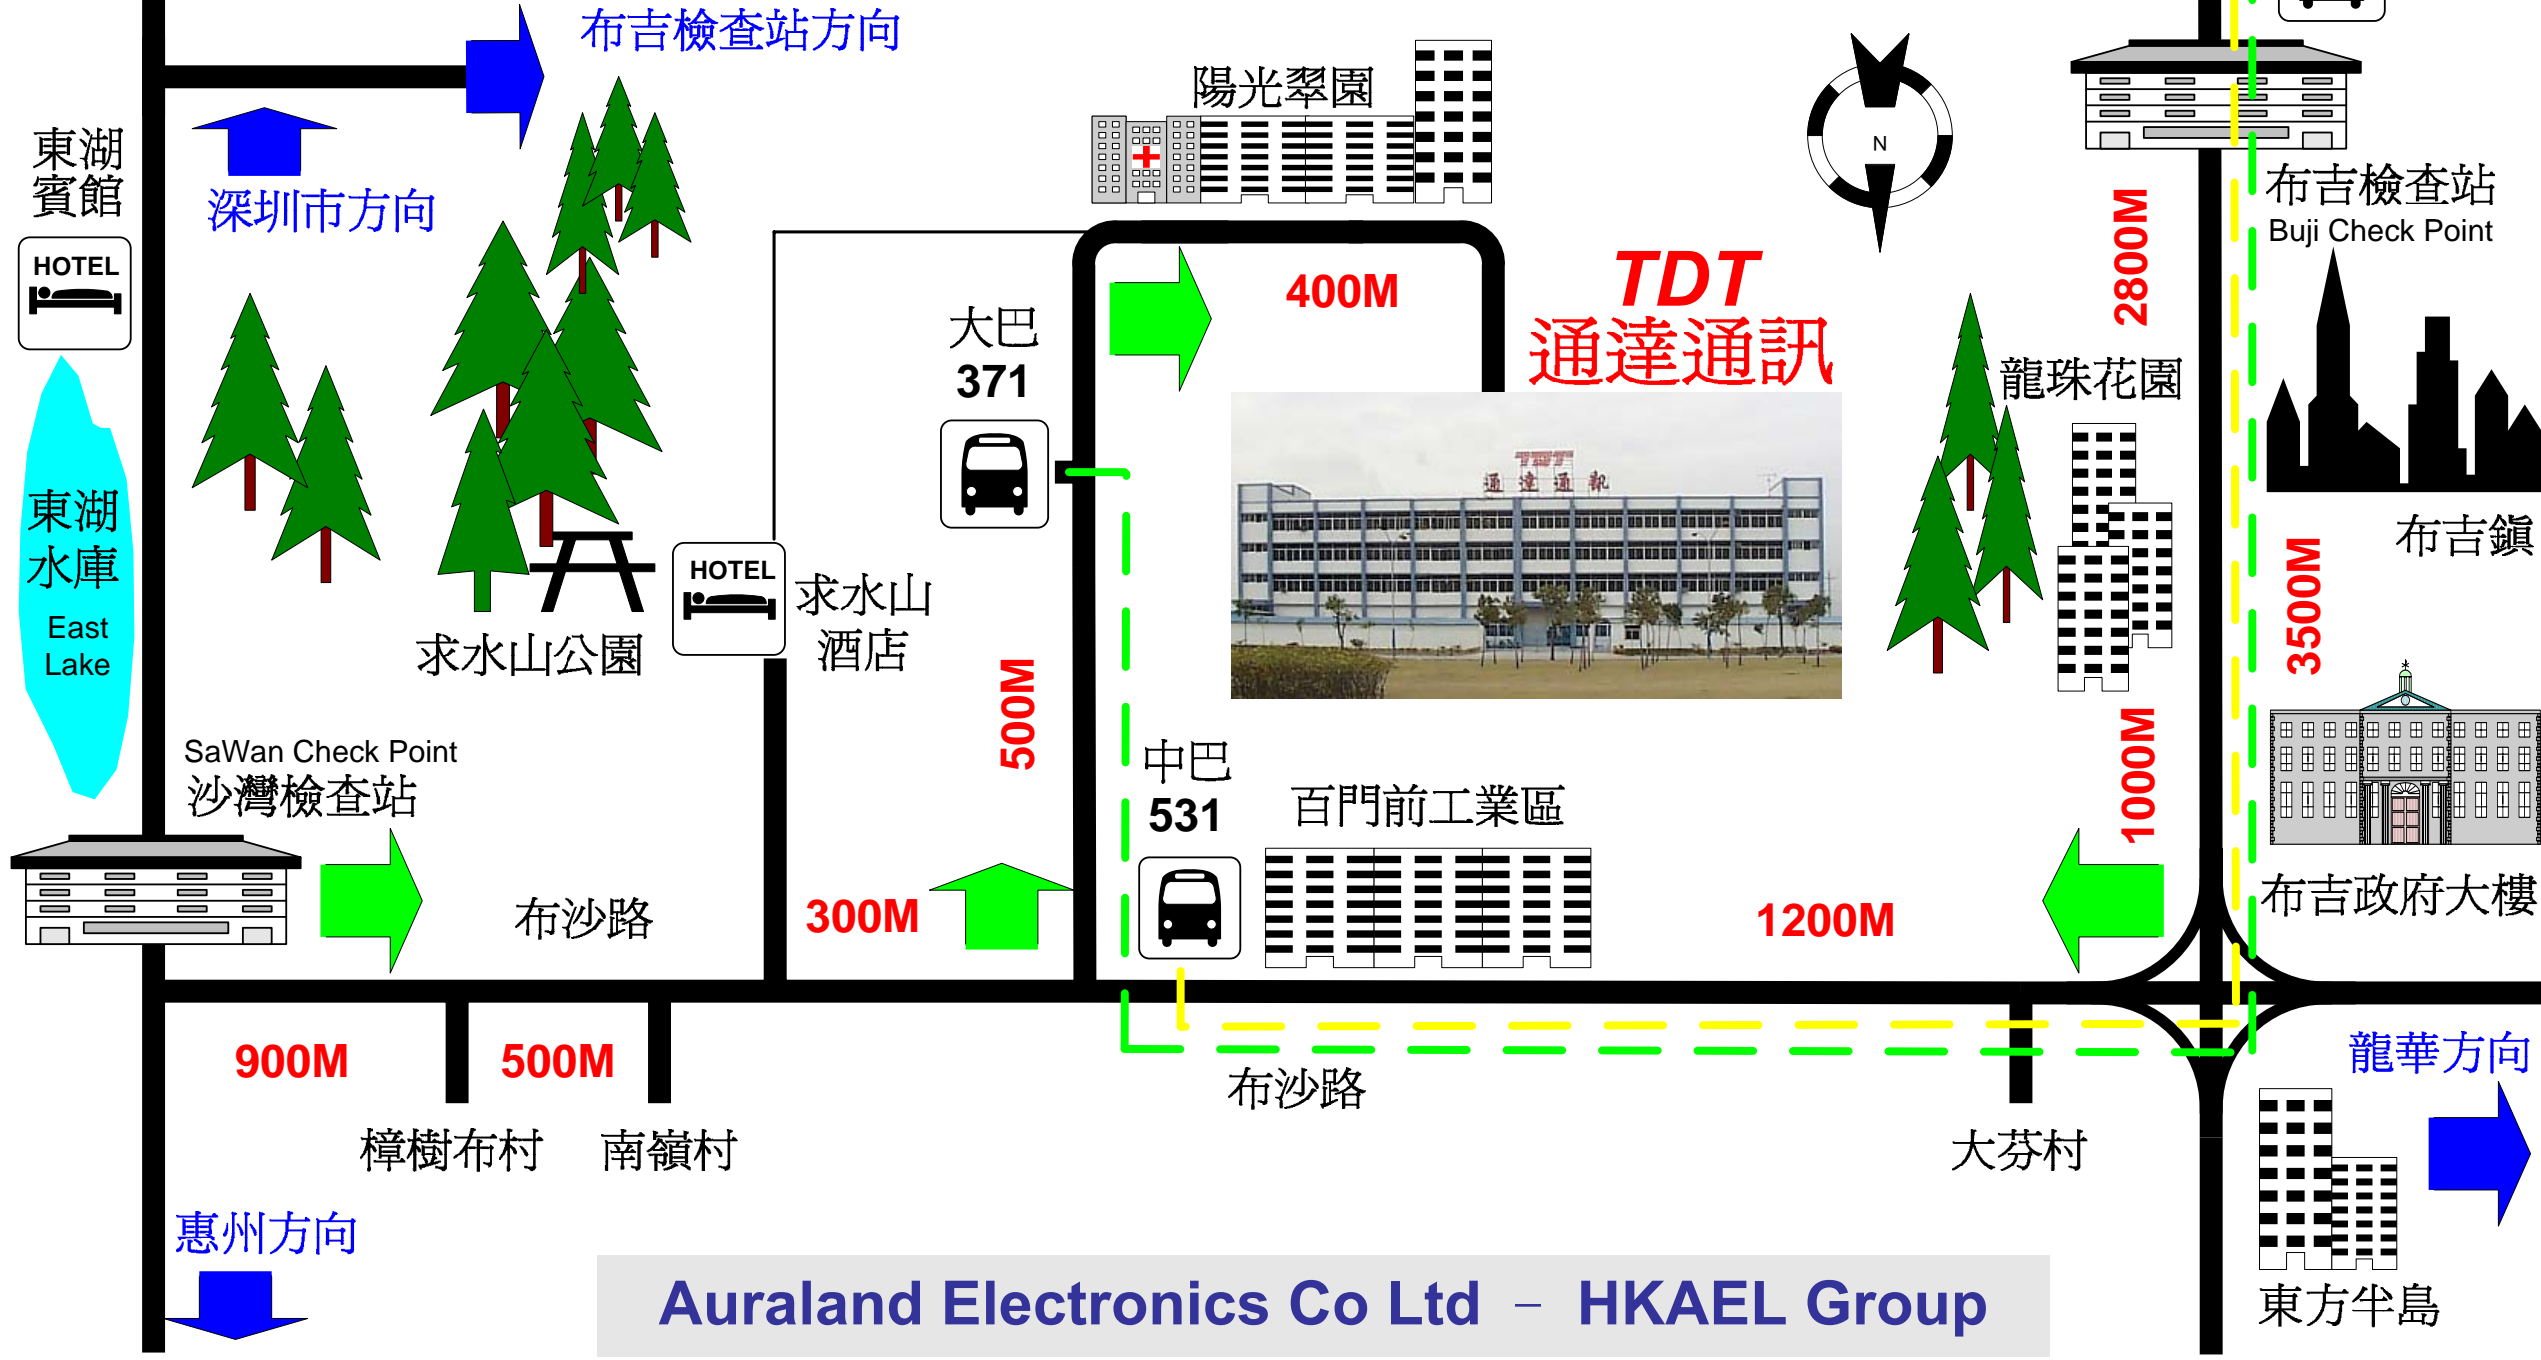 布吉檢查站方向
陽光翠園
東湖
賓館
HOTEL
深圳市方向
N
布吉檢查站
Buji Check Point
2800M
400M
TDT
通達通訊
大巴
371
龍珠花園
TDT
通達通訊
布吉鎮
3500M
東湖
水庫
East
Lake
HOTEL
求水山
酒店
求水山公園
500M
SaWan Check Point
沙灣檢查站
中巴
531
百門前工業區
1000M
布吉政府大樓
布沙路
300M
1200M
900M
500M
布沙路
龍華方向
樟樹布村
南嶺村
大芬村
惠州方向
東方半島
Auraland Electronics Co Ltd – HKAEL Group